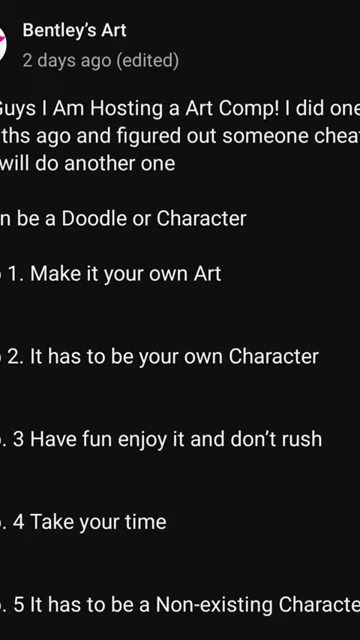 Bentley's Art
2 days ago (edited)
Guys I Am Hosting a Art Comp! I did one
ths ago and figured out someone chea
will do another one
n be a Doodle or Character
1. Make it your own Art
2. It has to be your own Character
. 3 Have fun enjoy it and don't rush
. 4 Take your time
. 5 It has to be a Non-existing Characte